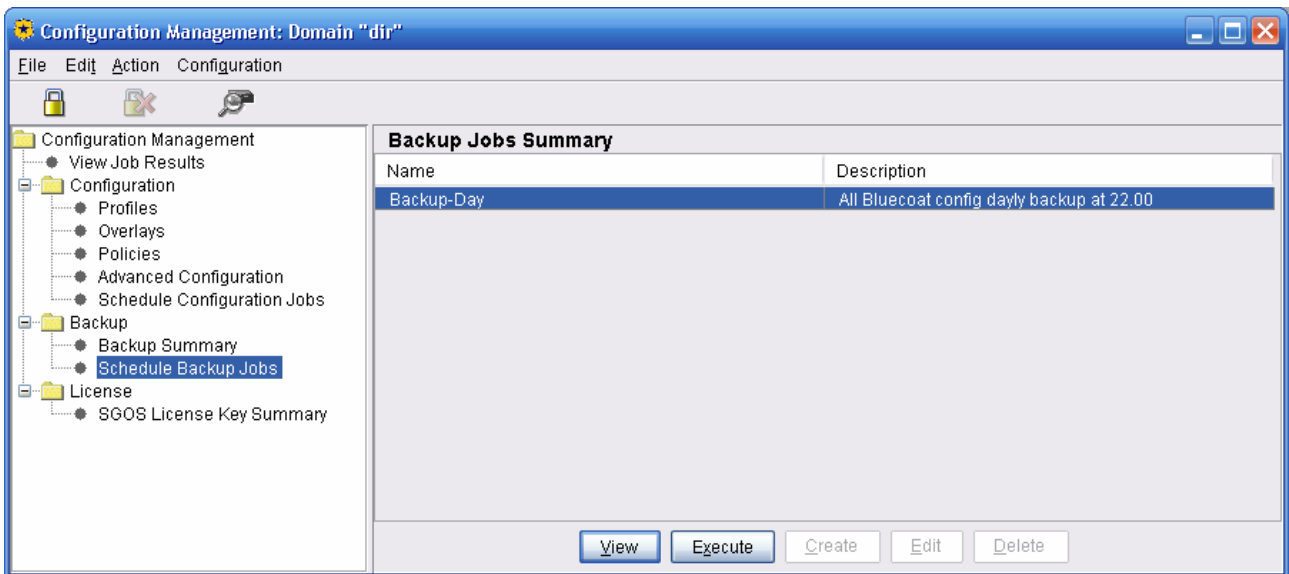 Configuration Management: Domain "dir"
File Edit Action Configuration
Configuration Management
View Job Results
Configuration
Profiles
Overlays
Policies
Advanced Configuration
Schedule Configuration Jobs
Backup
Backup Summary
Schedule Backup Jobs
License
SGOS License Key Summary
Backup Jobs Summary
Name Description
Backup-Day All Bluecoat config dayly backup at 22.00
View Execute Create Edit Delete